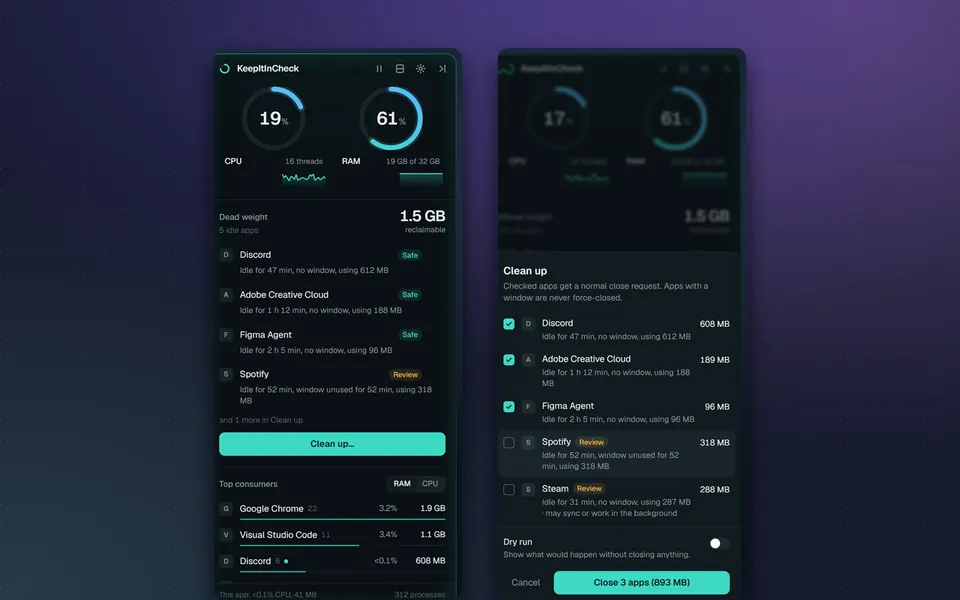 KeepItInCheck
19%
61%
CPU 16 threads
RAM 19 GB of 32 GB
Dead weight 1.5 GB
5 idle apps reclaimable
D Discord Safe
Idle for 47 min, no window, using 612 MB
A Adobe Creative Cloud Safe
Idle for 1 h 12 min, no window, using 188 MB
F Figma Agent Safe
Idle for 2 h 5 min, no window, using 96 MB
S Spotify Review
Idle for 52 min, window unused for 52 min, using 318
MB
and 1 more in Clean up
Clean up...
Top consumers RAM CPU
G Google Chrome 23 3.2% 1.9 GB
V Visual Studio Code 11 3.4% 1.1 GB
D Discord 6 <0.1% 608 MB
This app: <0.1% CPU, 41 MB 312 processes
KeepItInCheck
17
61%
CPU
RAM
Dead weight 1.5 GB
Clean up
Checked apps get a normal close request. Apps with a
window are never force-closed.
D Discord 608 MB
Idle for 47 min, no window, using 612 MB
A Adobe Creative Cloud 189 MB
Idle for 1 h 12 min, no window, using 188
MB
F Figma Agent 96 MB
Idle for 2 h 5 min, no window, using 96 MB
S Spotify Review 318 MB
Idle for 52 min, window unused for 52
min, using 318 MB
S Steam Review 288 MB
Idle for 31 min, no window, using 287 MB
· may sync or work in the background
Dry run
Show what would happen without closing anything.
Cancel Close 3 apps (893 MB)